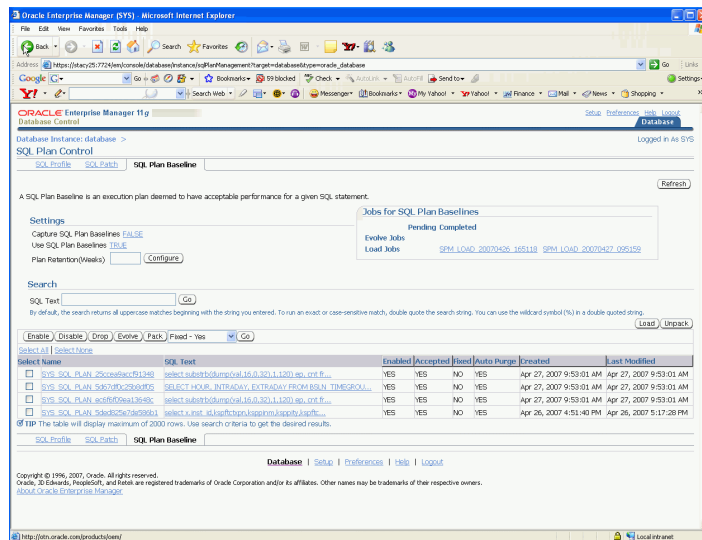 Oracle Enterprise Manager (SYS) - Microsoft Internet Explorer
File Edit View Favorites Tools Help
Back Search Favorites
Address https://stacy25:7724/em/console/database/instance/sqlPlanManagement?target=database&type=oracle_database Go Links
Google G Go Bookmarks 59 blocked Check AutoLink AutoFill Send to Settings
Y! Search Web Bookmarks Messenger Bookmarks My Yahoo! Yahoo! Finance Mail News Shopping
ORACLE Enterprise Manager 11g
Database Control
Setup Preferences Help Logout
Database
Database Instance: database >
Logged in As SYS
SQL Plan Control
SQL Profile SQL Patch SQL Plan Baseline
Refresh
A SQL Plan Baseline is an execution plan deemed to have acceptable performance for a given SQL statement.
Settings
Capture SQL Plan Baselines FALSE
Use SQL Plan Baselines TRUE
Plan Retention(Weeks) Configure
Jobs for SQL Plan Baselines
Pending Completed
Evolve Jobs
Load Jobs SPM_LOAD_20070426_165118 SPM_LOAD_20070427_095159
Search
SQL Text Go
By default, the search returns all uppercase matches beginning with the string you entered. To run an exact or case-sensitive match, double quote the search string. You can use the wildcard symbol (%) in a double quoted string.
Load Unpack
Enable Disable Drop Evolve Pack Fixed - Yes Go
Select All | Select None
Select Name SQL Text Enabled Accepted Fixed Auto Purge Created Last Modified
SYS_SQL_PLAN_25ccea9accf91348 select substrb(dump(val,16,0,32),1,120) ep, cnt fr... YES YES NO YES Apr 27, 2007 9:53:01 AM Apr 27, 2007 9:53:01 AM
SYS_SQL_PLAN_5d67df0c25b8df05 SELECT HOUR, INTRADAY, EXTRADAY FROM BSLN_TIMEGROU... YES YES NO YES Apr 27, 2007 9:53:01 AM Apr 27, 2007 9:53:01 AM
SYS_SQL_PLAN_ec6f6f09ea13648c select substrb(dump(val,16,0,32),1,120) ep, cnt fr... YES YES NO YES Apr 27, 2007 9:53:01 AM Apr 27, 2007 9:53:01 AM
SYS_SQL_PLAN_5ded825e7de586b1 select x.inst_id,kspftctxpn,ksppinm,ksppity,kspftc... YES YES NO YES Apr 26, 2007 4:51:40 PM Apr 26, 2007 5:17:28 PM
TIP The table will display maximum of 2000 rows. Use search criteria to get the desired results.
SQL Profile SQL Patch SQL Plan Baseline
Database | Setup | Preferences | Help | Logout
Copyright © 1996, 2007, Oracle. All rights reserved.
Oracle, JD Edwards, PeopleSoft, and Retek are registered trademarks of Oracle Corporation and/or its affiliates. Other names may be trademarks of their respective owners.
About Oracle Enterprise Manager
http://otn.oracle.com/products/oem/ Local intranet